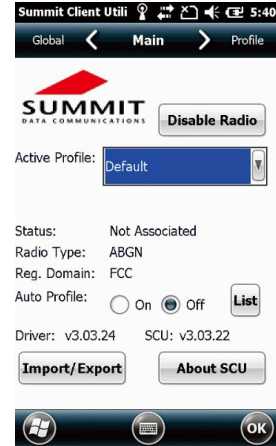 Summit Client Utili 5:40
Global Main Profile
SUMMIT
DATA COMMUNICATIONS
Disable Radio
Active Profile: Default
Status: Not Associated
Radio Type: ABGN
Reg. Domain: FCC
Auto Profile: On Off List
Driver: v3.03.24 SCU: v3.03.22
Import/Export About SCU
OK